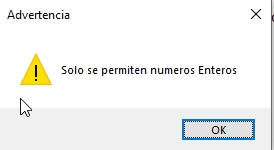 Advertencia
Solo se permiten numeros Enteros
OK